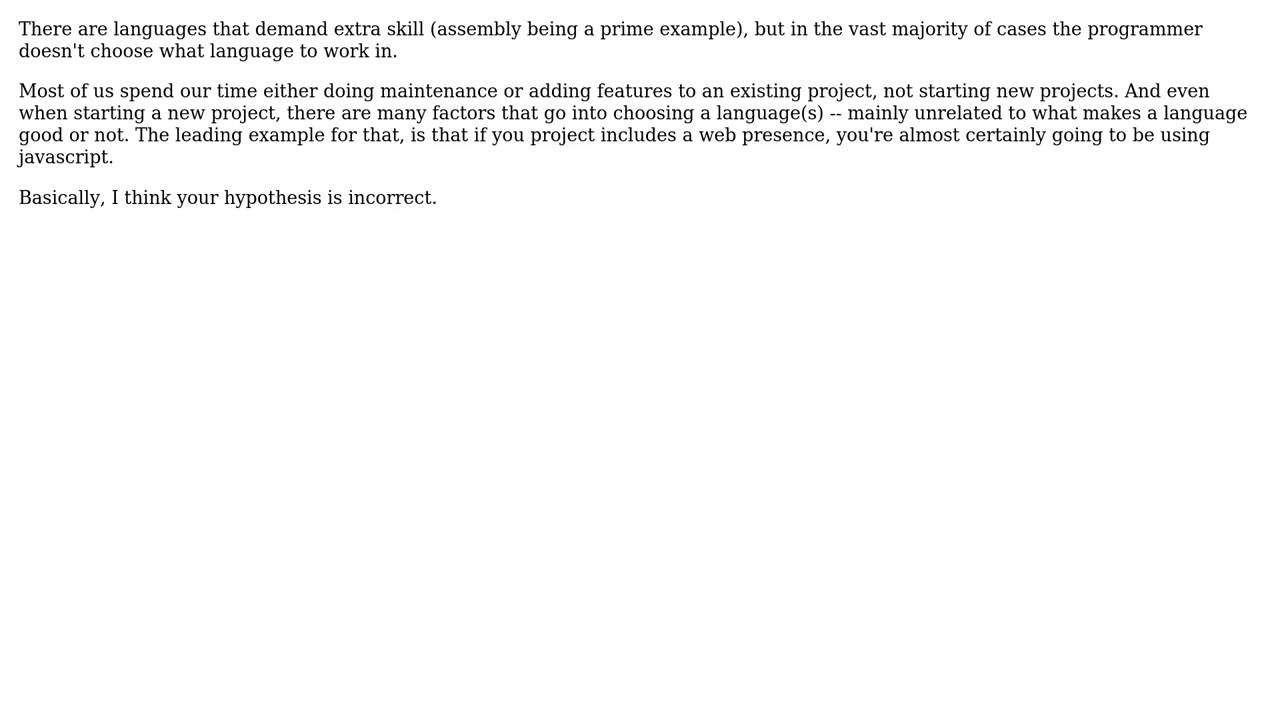 There are languages that demand extra skill (assembly being a prime example), but in the vast majority of cases the programmer
doesn't choose what language to work in.
Most of us spend our time either doing maintenance or adding features to an existing project, not starting new projects. And even
when starting a new project, there are many factors that go into choosing a language(s) -- mainly unrelated to what makes a language
good or not. The leading example for that, is that if you project includes a web presence, you're almost certainly going to be using
javascript.
Basically, I think your hypothesis is incorrect.